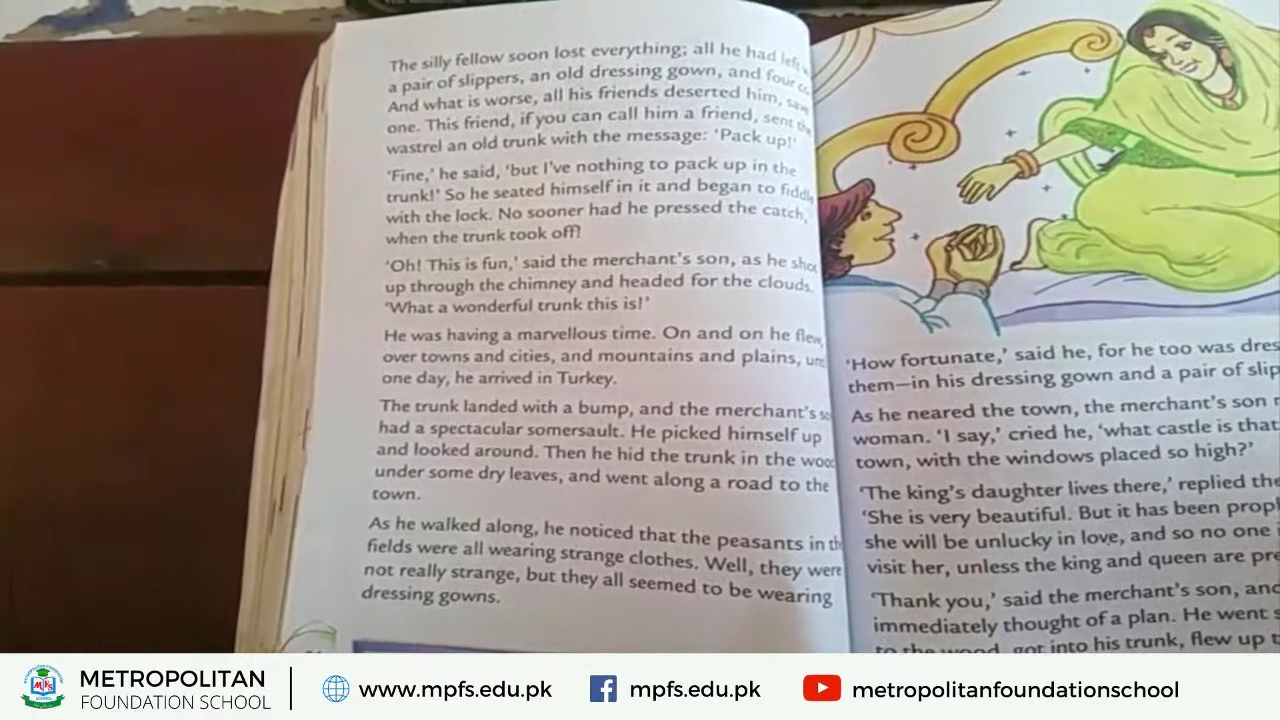 The silly fellow soon lost everything; all he had left
a pair of slippers, an old dressing gown, and four
And what is worse, all his friends deserted him, save
one. This friend, if you can call him a friend, sent the
wastrel an old trunk with the message: ‘Pack up!’
‘Fine,’ he said, ‘but I’ve nothing to pack up in the
trunk!’ So he seated himself in it and began to fiddle
with the lock. No sooner had he pressed the catch,
when the trunk took off!
‘Oh! This is fun,’ said the merchant’s son, as he shot
up through the chimney and headed for the clouds.
‘What a wonderful trunk this is!’
He was having a marvellous time. On and on he flew,
over towns and cities, and mountains and plains,
one day, he arrived in Turkey.
The trunk landed with a bump, and the merchant’s
had a spectacular somersault. He picked himself up
and looked around. Then he hid the trunk in the wood
under some dry leaves, and went along a road to the
town.
As he walked along, he noticed that the peasants in the
fields were all wearing strange clothes. Well, they were
not really strange, but they all seemed to be wearing
dressing gowns.
‘How fortunate,’ said he, for he too was
them—in his dressing gown and a pair of
As he neared the town, the merchant’s son
woman. ‘I say,’ cried he, ‘what castle is that
town, with the windows placed so high?’
‘The king’s daughter lives there,’ replied the
‘She is very beautiful. But it has been
she will be unlucky in love, and so no one
visit her, unless the king and queen are
‘Thank you,’ said the merchant’s son, and
immediately thought of a plan. He went
to the wood, got into his trunk, flew up
METROPOLITAN
FOUNDATION SCHOOL
www.mpfs.edu.pk
mpfs.edu.pk
metropolitanfoundationschool